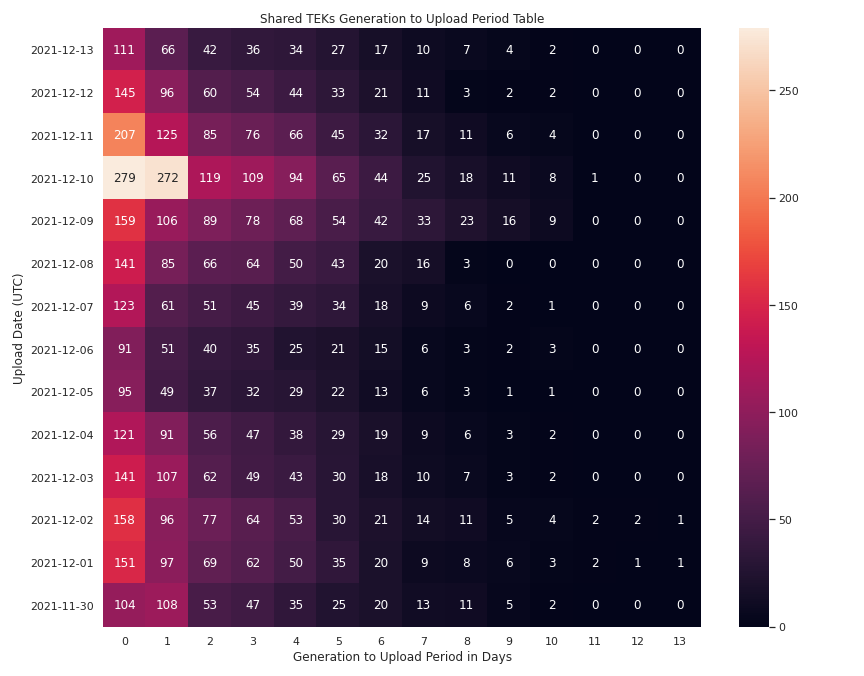 Shared TEKs Generation to Upload Period Table
2021-12-13 111 66 42 36 34 27 17 10 7 4 2 0 0 0
2021-12-12 145 96 60 54 44 33 21 11 3 2 2 0 0 0
2021-12-11 207 125 85 76 66 45 32 17 11 6 4 0 0 0
2021-12-10 279 272 119 109 94 65 44 25 18 11 8 1 0 0
2021-12-09 159 106 89 78 68 54 42 33 23 16 9 0 0 0
2021-12-08 141 85 66 64 50 43 20 16 3 0 0 0 0 0
2021-12-07 123 61 51 45 39 34 18 9 6 2 1 0 0 0
2021-12-06 91 51 40 35 25 21 15 6 3 2 3 0 0 0
2021-12-05 95 49 37 32 29 22 13 6 3 1 1 0 0 0
2021-12-04 121 91 56 47 38 29 19 9 6 3 2 0 0 0
2021-12-03 141 107 62 49 43 30 18 10 7 3 2 0 0 0
2021-12-02 158 96 77 64 53 30 21 14 11 5 4 2 2 1
2021-12-01 151 97 69 62 50 35 20 9 8 6 3 2 1 1
2021-11-30 104 108 53 47 35 25 20 13 11 5 2 0 0 0
0 1 2 3 4 5 6 7 8 9 10 11 12 13
Generation to Upload Period in Days
Upload Date (UTC)
250
200
150
100
50
0